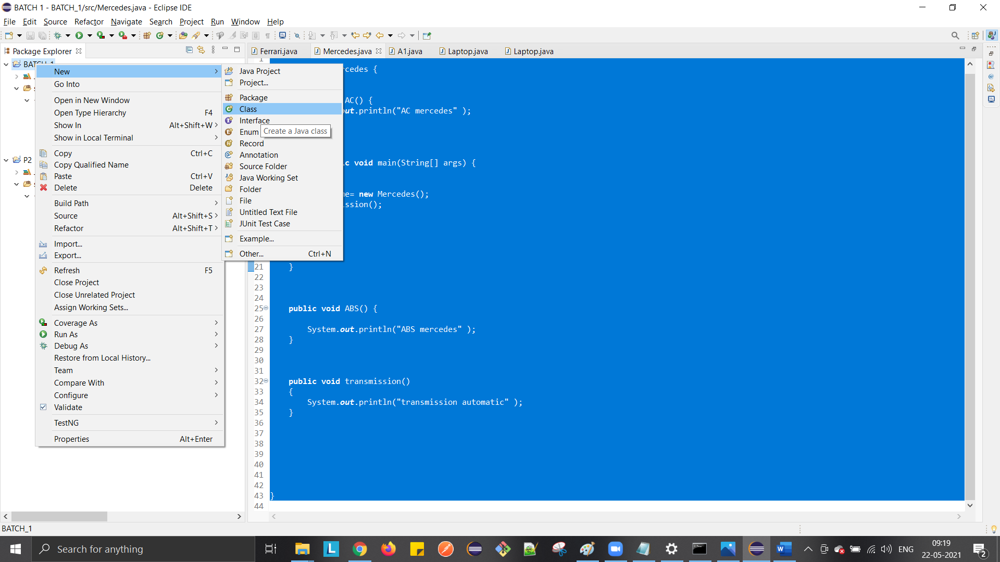 BATCH 1 - BATCH_1/src/Mercedes.java - Eclipse IDE
File Edit Source Refactor Navigate Search Project Run Window Help
Package Explorer
Ferrari.java Mercedes.java A1.java Laptop.java Laptop.java
P2
New
Go Into
Open in New Window
Open Type Hierarchy F4
Show In Alt+Shift+W
Show in Local Terminal
Copy Ctrl+C
Copy Qualified Name
Paste Ctrl+V
Delete Delete
Build Path
Source Alt+Shift+S
Refactor Alt+Shift+T
Import...
Export...
Refresh F5
Close Project
Close Unrelated Project
Assign Working Sets...
Coverage As
Run As
Debug As
Restore from Local History...
Team
Compare With
Configure
Validate
TestNG
Properties Alt+Enter
Java Project
Project...
Package
Class
Interface
Enum
Create a Java class
Record
Annotation
Source Folder
Java Working Set
Folder
File
Untitled Text File
JUnit Test Case
Example...
Other... Ctrl+N
1
rcedes {
AC() {
ut.println("AC mercedes" );
ic void main(String[] args) {
me= new Mercedes();
ission();
21 }
22
23
24
25 public void ABS() {
26
27 System.out.println("ABS mercedes" );
28 }
29
30
31
32 public void transmission()
33 {
34 System.out.println("transmission automatic" );
35 }
36
37
38
39
40
41
42
43 }
44
BATCH_1
Search for anything
ENG
09:19
22-05-2021
2